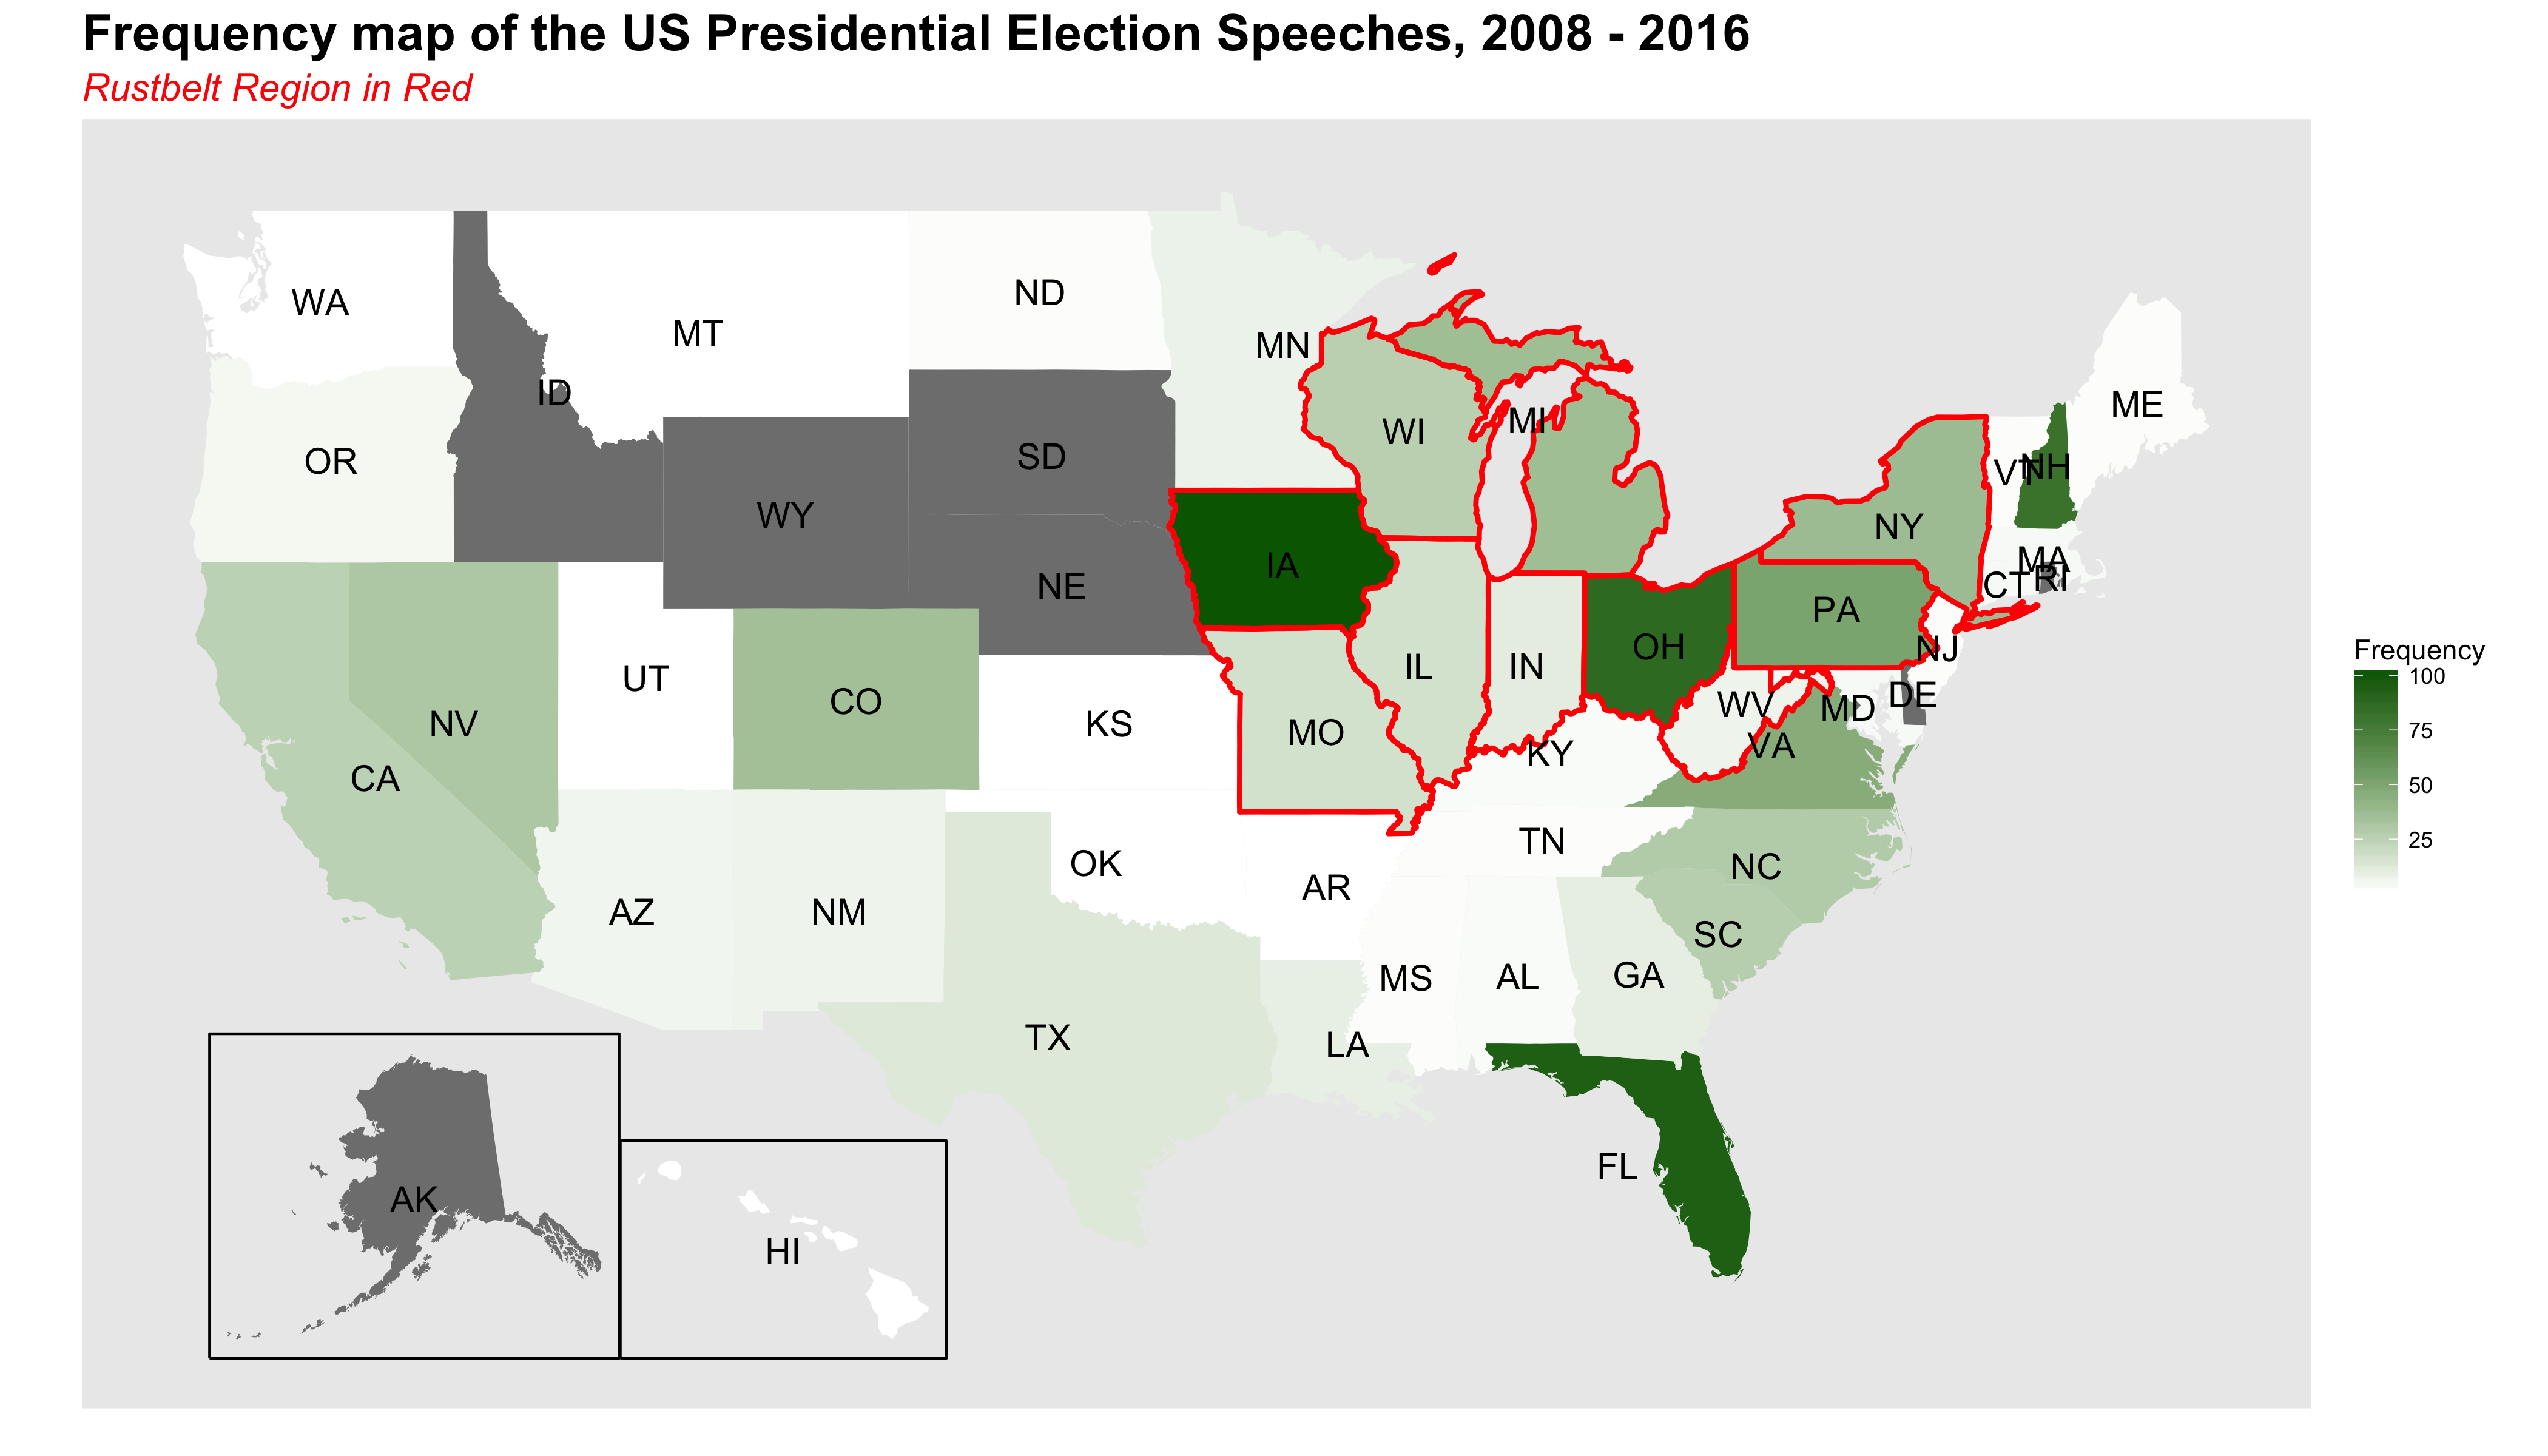 Frequency map of the US Presidential Election Speeches, 2008 - 2016
Rustbelt Region in Red
WA
MT
ND
MN
ID
OR
SD
WY
WI
MI
ME
VT
NH
NY
MA
CT
RI
NE
IA
PA
NJ
OH
IL
IN
UT
CO
NV
CA
KS
MO
WV
MD
DE
VA
KY
TN
NC
OK
AR
AZ
NM
SC
MS
AL
GA
TX
LA
FL
AK
HI
Frequency
100
75
50
25